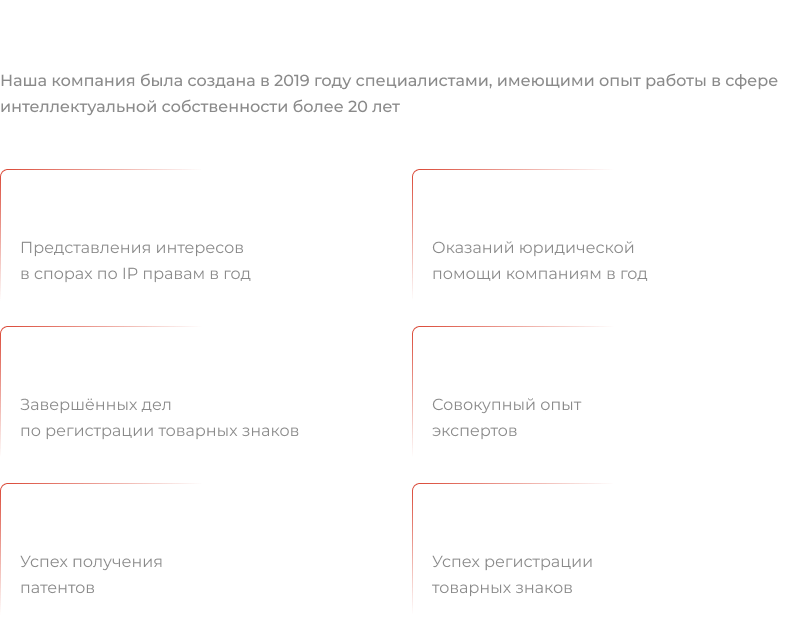 Наша компания была создана в 2019 году специалистами, имеющими опыт работы в сфере
интеллектуальной собственности более 20 лет
Представления интересов
в спорах по IP правам в год
Оказаний юридической
помощи компаниям в год
Завершённых дел
по регистрации товарных знаков
Совокупный опыт
экспертов
Успех получения
патентов
Успех регистрации
товарных знаков